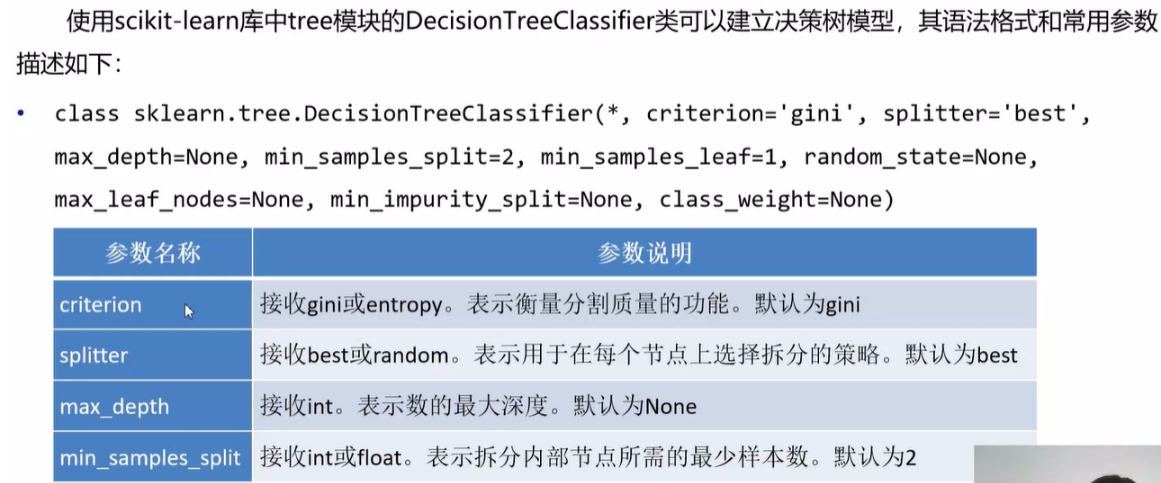 使用scikit-learn库中tree模块的DecisionTreeClassifier类可以建立决策树模型，其语法格式和常用参数
描述如下：
• class sklearn.tree.DecisionTreeClassifier(*, criterion='gini', splitter='best',
max_depth=None, min_samples_split=2, min_samples_leaf=1, random_state=None,
max_leaf_nodes=None, min_impurity_split=None, class_weight=None)
参数名称 参数说明
criterion 接收gini或entropy。表示衡量分割质量的功能。默认为gini
splitter 接收best或random。表示用于在每个节点上选择拆分的策略。默认为best
max_depth 接收int。表示数的最大深度。默认为None
min_samples_split 接收int或float。表示拆分内部节点所需的最少样本数。默认为2